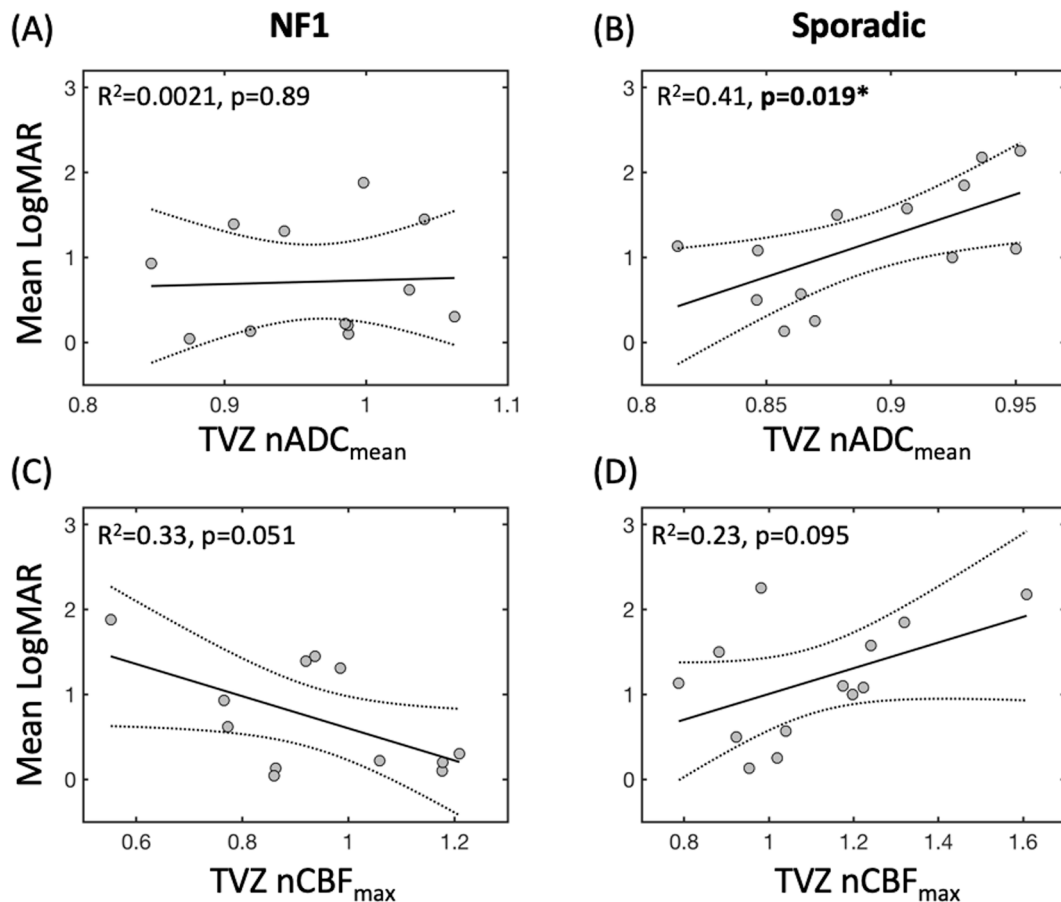 (A) NF1
(B) Sporadic
R²=0.0021, p=0.89
R²=0.41, p=0.019*
Mean LogMAR
3
2
1
0
0.8 0.9 1 1.1
TVZ nADCmean
3
2
1
0
0.8 0.85 0.9 0.95
TVZ nADCmean
(C)
(D)
R²=0.33, p=0.051
R²=0.23, p=0.095
Mean LogMAR
3
2
1
0
0.6 0.8 1 1.2
TVZ nCBFmax
3
2
1
0
0.8 1 1.2 1.4 1.6
TVZ nCBFmax